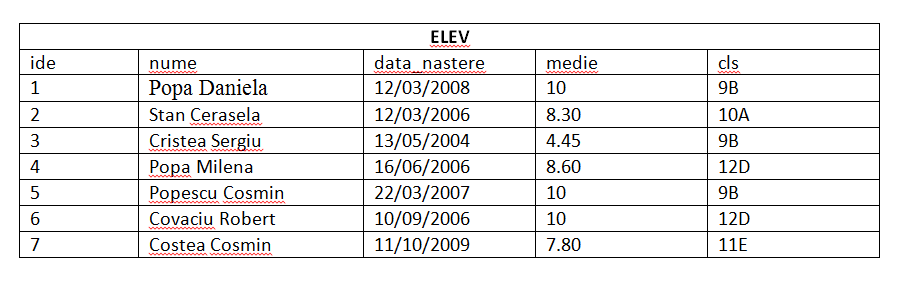 ELEV
ide nume data_nastere medie cls
1 Popa Daniela 12/03/2008 10 9B
2 Stan Cerasela 12/03/2006 8.30 10A
3 Cristea Sergiu 13/05/2004 4.45 9B
4 Popa Milena 16/06/2006 8.60 12D
5 Popescu Cosmin 22/03/2007 10 9B
6 Covaciu Robert 10/09/2006 10 12D
7 Costea Cosmin 11/10/2009 7.80 11E